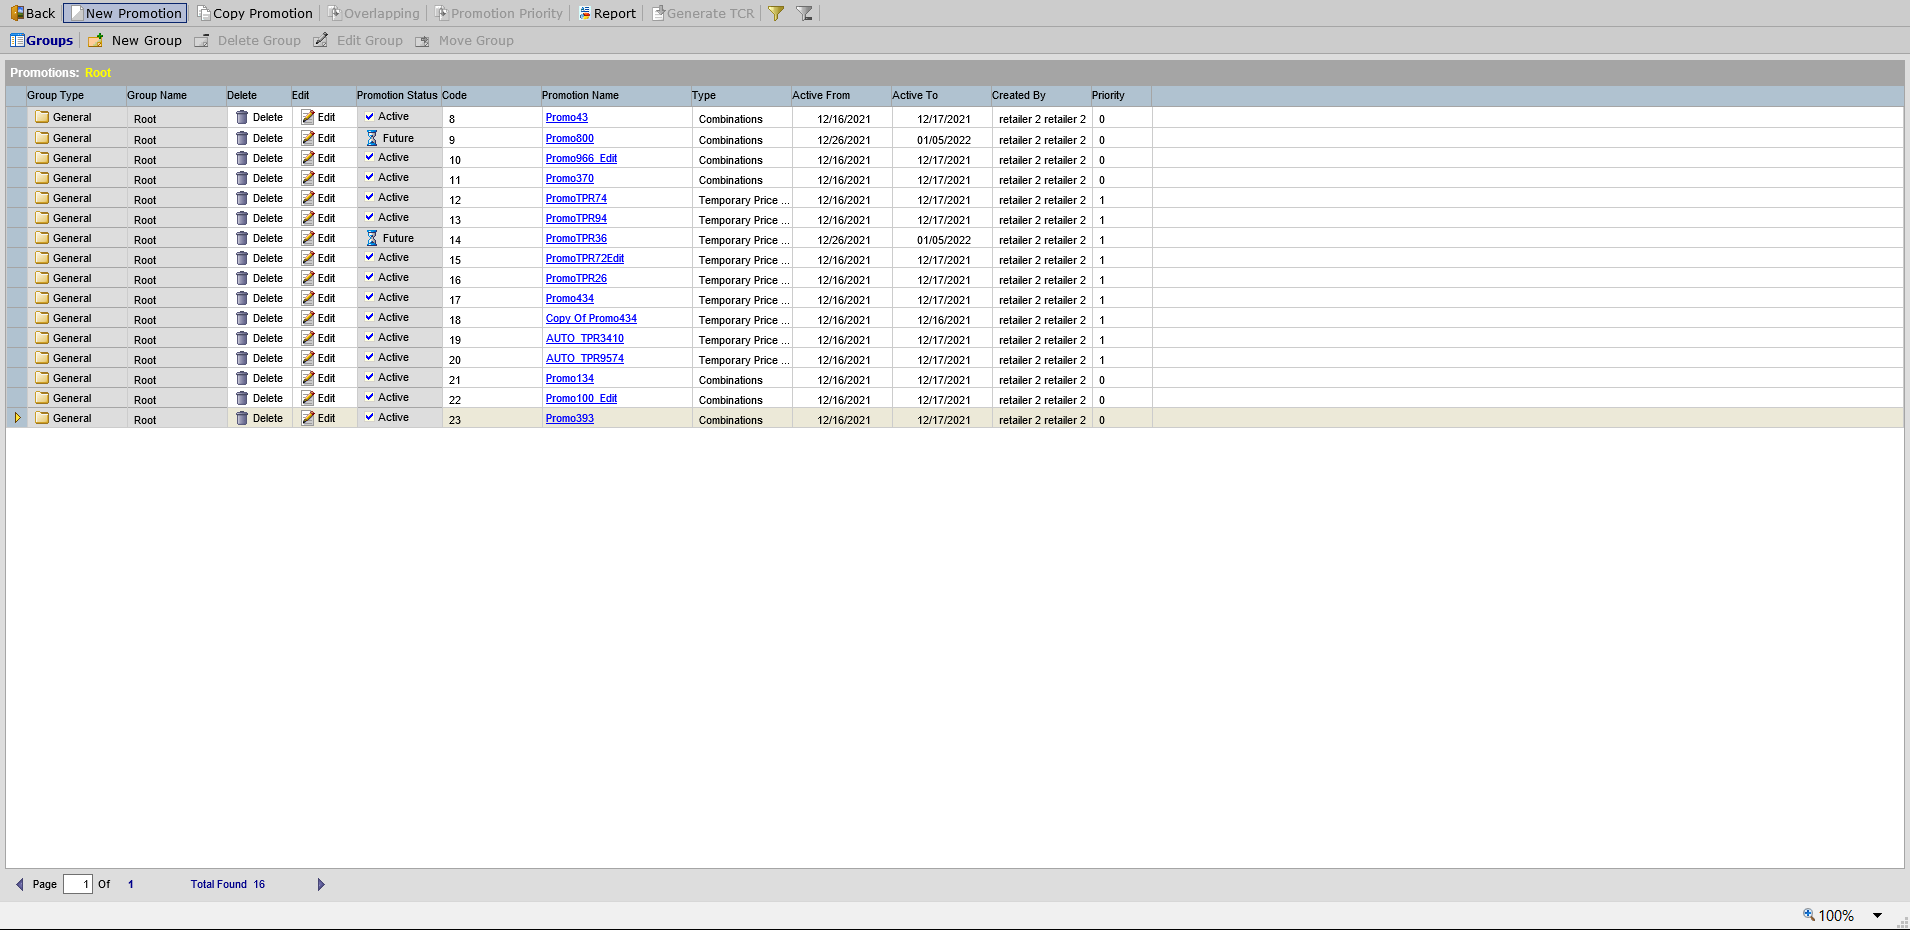 Back New Promotion Copy Promotion Overlapping Promotion Priority Report Generate TCR
Groups New Group Delete Group Edit Group Move Group
Promotions: Root
Group Type Group Name Delete Edit Promotion Status Code Promotion Name Type Active From Active To Created By Priority
General Root Delete Edit Active 8 Promo43 Combinations 12/16/2021 12/17/2021 retailer 2 retailer 2 0
General Root Delete Edit Future 9 Promo800 Combinations 12/26/2021 01/05/2022 retailer 2 retailer 2 0
General Root Delete Edit Active 10 Promo966_Edit Combinations 12/16/2021 12/17/2021 retailer 2 retailer 2 0
General Root Delete Edit Active 11 Promo370 Combinations 12/16/2021 12/17/2021 retailer 2 retailer 2 0
General Root Delete Edit Active 12 PromoTPR74 Temporary Price ... 12/16/2021 12/17/2021 retailer 2 retailer 2 1
General Root Delete Edit Active 13 PromoTPR94 Temporary Price ... 12/16/2021 12/17/2021 retailer 2 retailer 2 1
General Root Delete Edit Future 14 PromoTPR36 Temporary Price ... 12/26/2021 01/05/2022 retailer 2 retailer 2 1
General Root Delete Edit Active 15 PromoTPR72Edit Temporary Price ... 12/16/2021 12/17/2021 retailer 2 retailer 2 1
General Root Delete Edit Active 16 PromoTPR26 Temporary Price ... 12/16/2021 12/17/2021 retailer 2 retailer 2 1
General Root Delete Edit Active 17 Promo434 Temporary Price ... 12/16/2021 12/17/2021 retailer 2 retailer 2 1
General Root Delete Edit Active 18 Copy Of Promo434 Temporary Price ... 12/16/2021 12/16/2021 retailer 2 retailer 2 1
General Root Delete Edit Active 19 AUTO_TPR3410 Temporary Price ... 12/16/2021 12/17/2021 retailer 2 retailer 2 1
General Root Delete Edit Active 20 AUTO_TPR9574 Temporary Price ... 12/16/2021 12/17/2021 retailer 2 retailer 2 1
General Root Delete Edit Active 21 Promo134 Combinations 12/16/2021 12/17/2021 retailer 2 retailer 2 0
General Root Delete Edit Active 22 Promo100_Edit Combinations 12/16/2021 12/17/2021 retailer 2 retailer 2 0
General Root Delete Edit Active 23 Promo393 Combinations 12/16/2021 12/17/2021 retailer 2 retailer 2 0
Page 1 Of 1 Total Found 16
100%